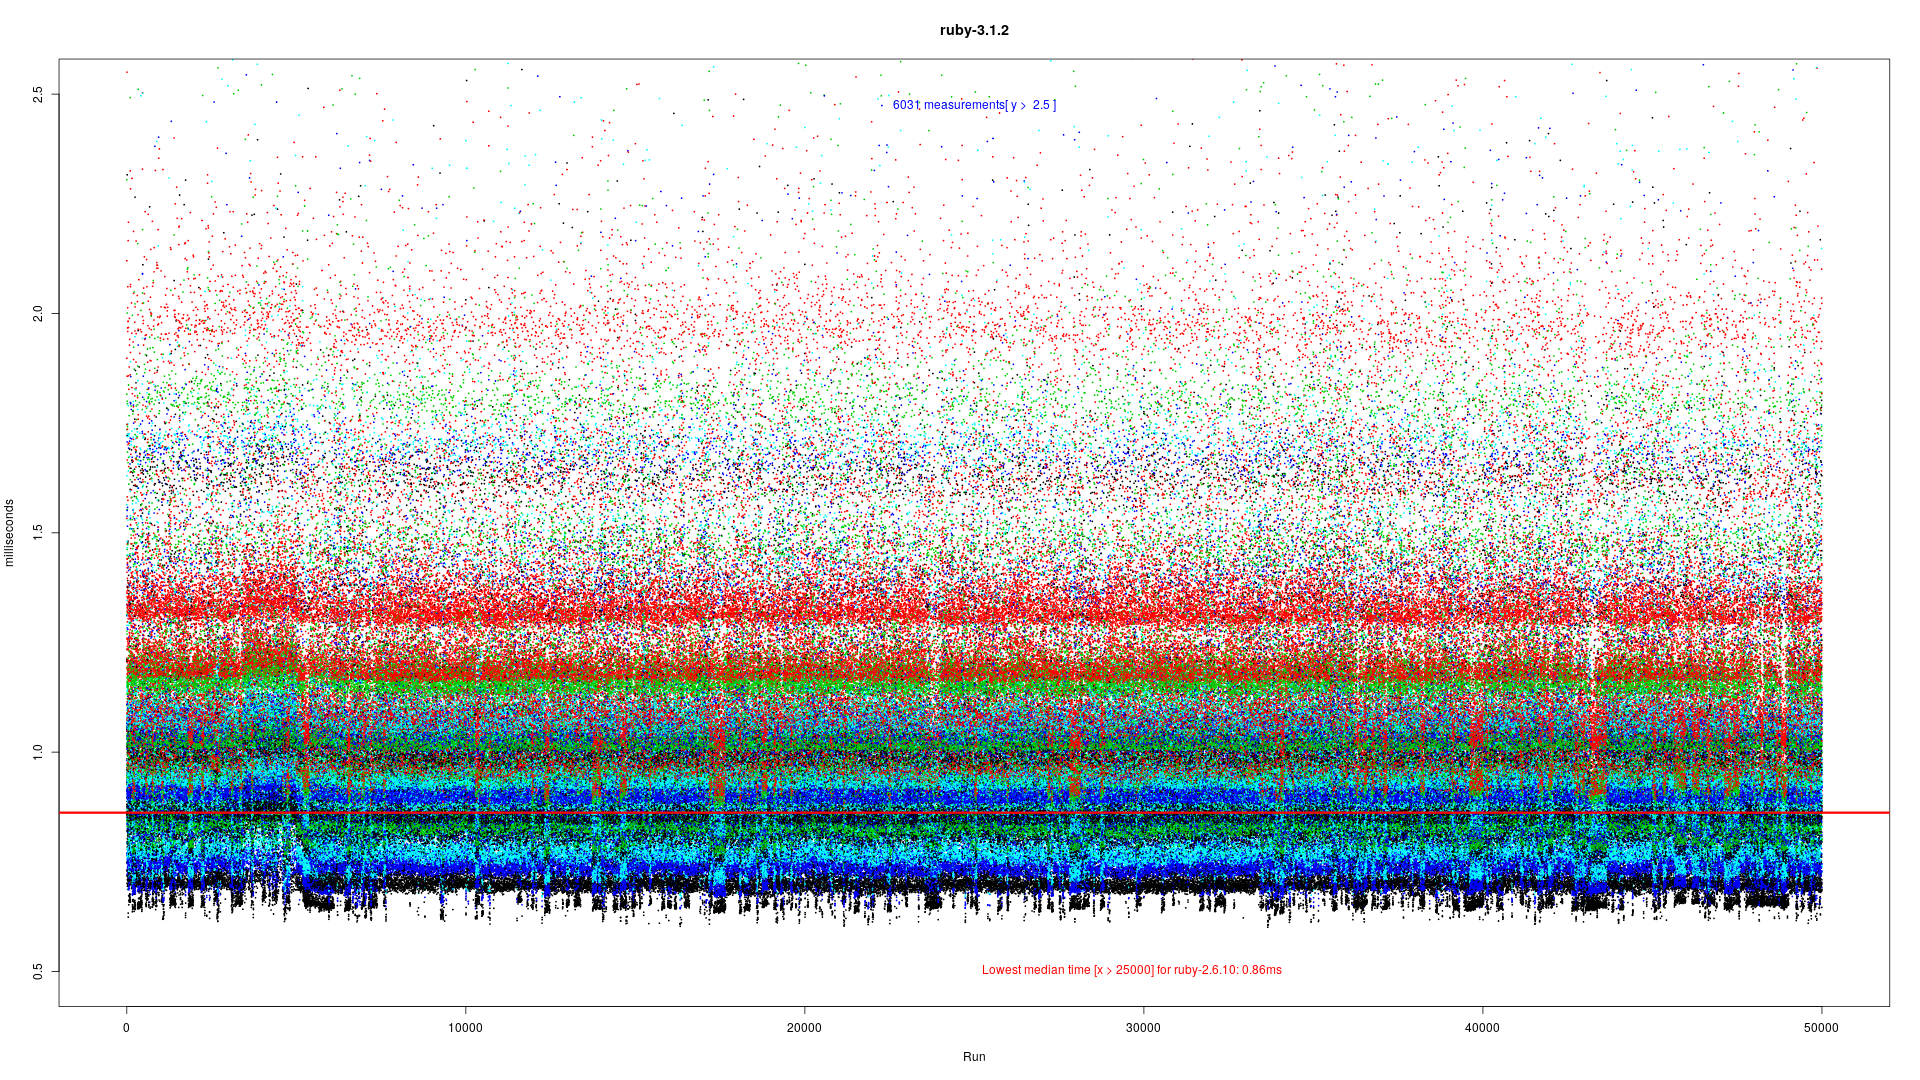 ruby-3.1.2
6031 measurements[ y > 2.5 ]
milliseconds
2.5
2.0
1.5
1.0
0.5
Lowest median time [x > 25000] for ruby-2.6.10: 0.86ms
0 10000 20000 30000 40000 50000
Run